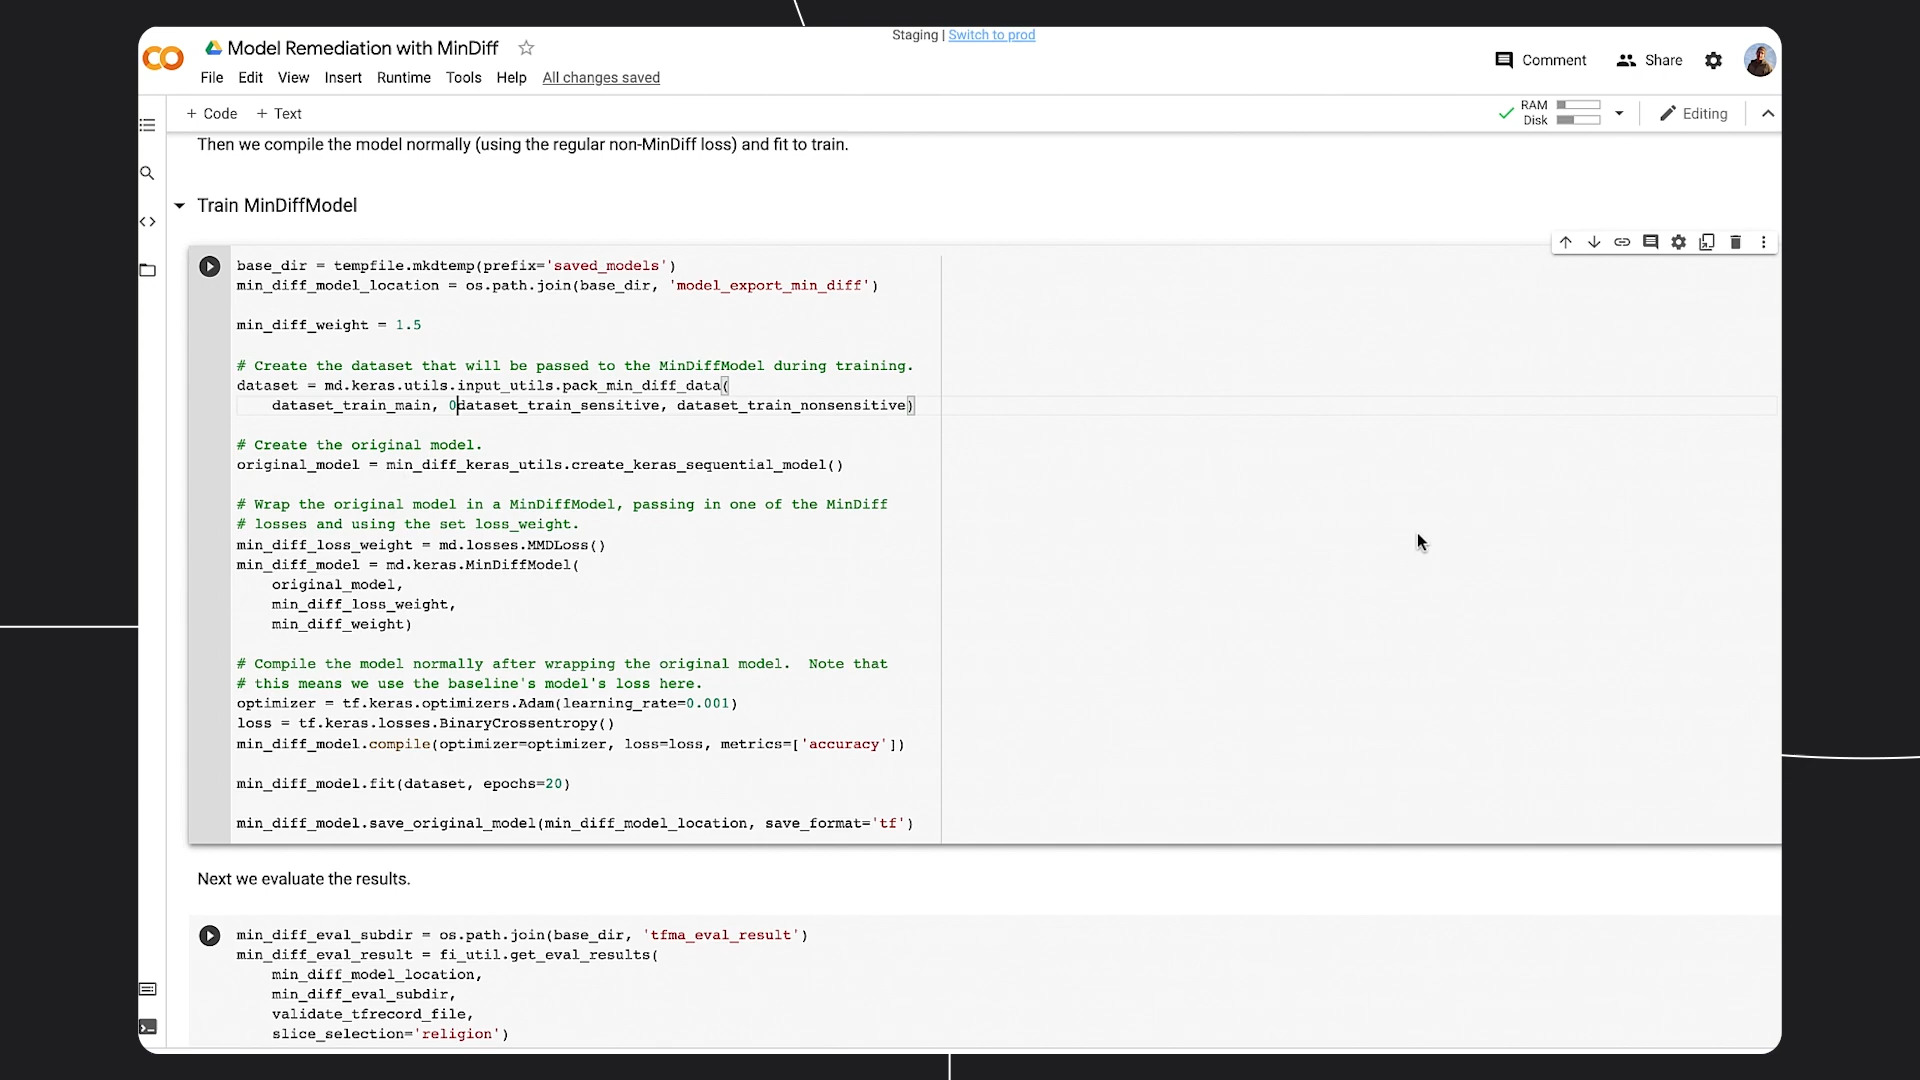 Staging | Switch to prod
Model Remediation with MinDiff
Comment
Share
File Edit View Insert Runtime Tools Help All changes saved
+ Code + Text
RAM
Disk
Editing
Then we compile the model normally (using the regular non-MinDiff loss) and fit to train.
Train MinDiffModel
base_dir = tempfile.mkdtemp(prefix='saved_models')
min_diff_model_location = os.path.join(base_dir, 'model_export_min_diff')
min_diff_weight = 1.5
# Create the dataset that will be passed to the MinDiffModel during training.
dataset = md.keras.utils.input_utils.pack_min_diff_data(
dataset_train_main, 0dataset_train_sensitive, dataset_train_nonsensitive)
# Create the original model.
original_model = min_diff_keras_utils.create_keras_sequential_model()
# Wrap the original model in a MinDiffModel, passing in one of the MinDiff
# losses and using the set loss_weight.
min_diff_loss_weight = md.losses.MMDLoss()
min_diff_model = md.keras.MinDiffModel(
original_model,
min_diff_loss_weight,
min_diff_weight)
# Compile the model normally after wrapping the original model.  Note that
# this means we use the baseline's model's loss here.
optimizer = tf.keras.optimizers.Adam(learning_rate=0.001)
loss = tf.keras.losses.BinaryCrossentropy()
min_diff_model.compile(optimizer=optimizer, loss=loss, metrics=['accuracy'])
min_diff_model.fit(dataset, epochs=20)
min_diff_model.save_original_model(min_diff_model_location, save_format='tf')
Next we evaluate the results.
min_diff_eval_subdir = os.path.join(base_dir, 'tfma_eval_result')
min_diff_eval_result = fi_util.get_eval_results(
min_diff_model_location,
min_diff_eval_subdir,
validate_tfrecord_file,
slice_selection='religion')